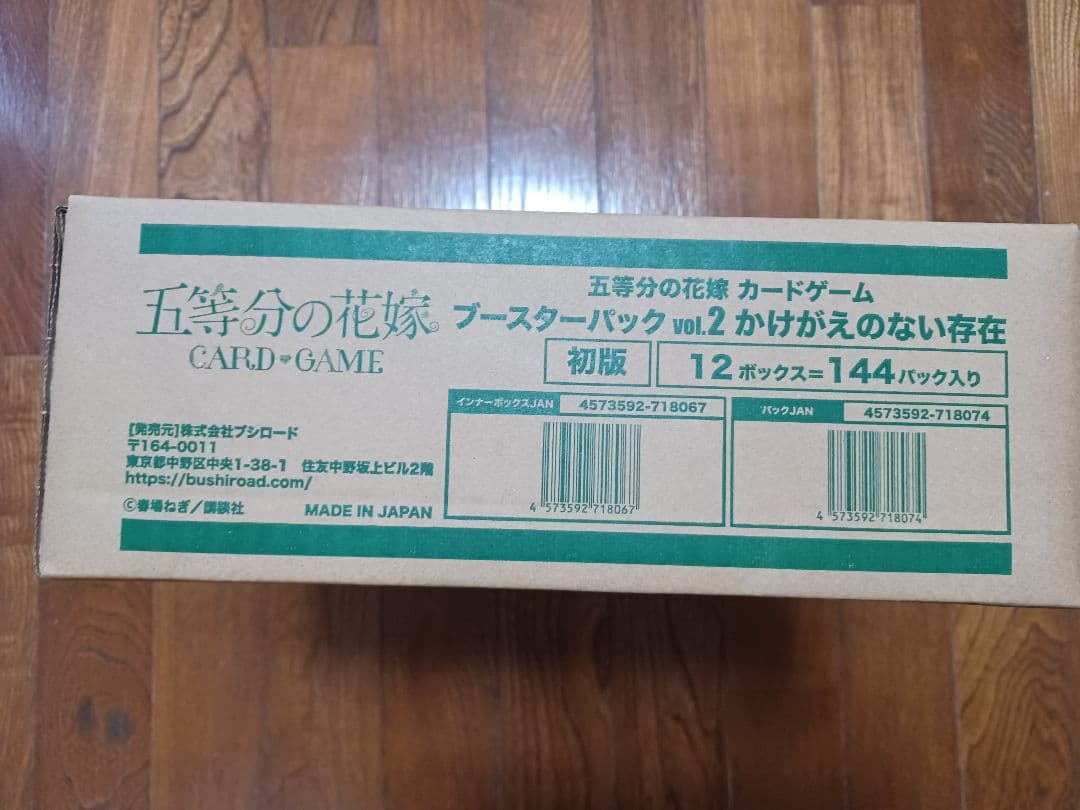 五等分の花嫁
CARD GAME
五等分の花嫁 カードゲーム
ブースターパック vol.2 かけがえのない存在
初版
12ボックス=144パック入り
インナーボックスJAN 4573592-718067
4 573592 718067
パックJAN 4573592-718074
4 573592 718074
[発売元]株式会社ブシロード
〒164-0011
東京都中野区中央1-38-1 住友中野坂上ビル2階
https://bushiroad.com/
©春場ねぎ／講談社 MADE IN JAPAN